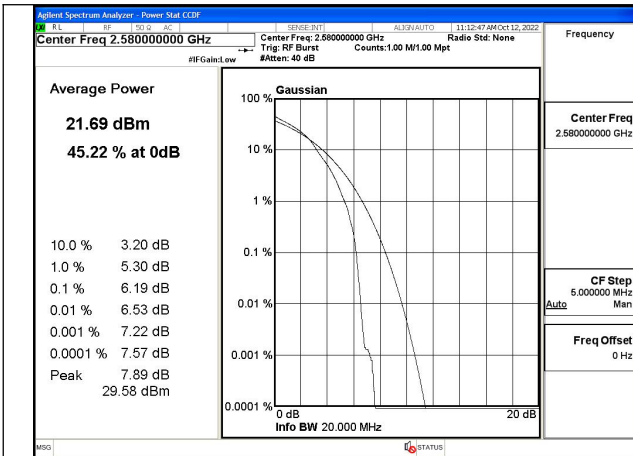 Agilent Spectrum Analyzer - Power Stat CCDF
RL RF 50 Ω AC SENSE:INT ALIGN AUTO 11:12:47 AM Oct 12, 2022
Center Freq 2.580000000 GHz
Center Freq: 2.580000000 GHz Radio Std: None
Trig: RF Burst Counts:1.00 M/1.00 Mpt
#IFGain:Low #Atten: 40 dB
Frequency
Average Power
21.69 dBm
45.22 % at 0dB
10.0 % 3.20 dB
1.0 % 5.30 dB
0.1 % 6.19 dB
0.01 % 6.53 dB
0.001 % 7.22 dB
0.0001 % 7.57 dB
Peak 7.89 dB
29.58 dBm
Gaussian
100 %
10 %
1 %
0.1 %
0.01 %
0.001 %
0.0001 %
0 dB 20 dB
Info BW 20.000 MHz
Center Freq
2.580000000 GHz
CF Step
5.000000 MHz
Auto Man
Freq Offset
0 Hz
MSG STATUS